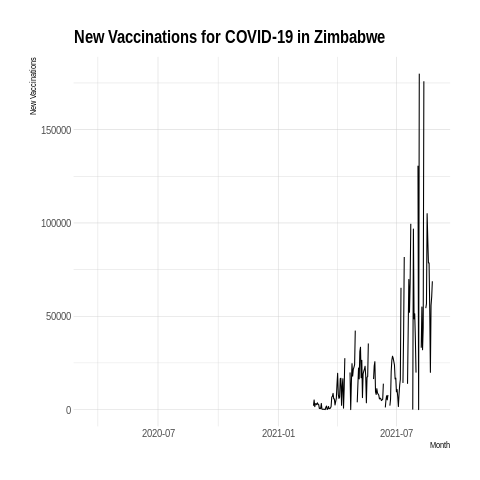 New Vaccinations for COVID-19 in Zimbabwe
New Vaccinations
150000
100000
50000
0
2020-07
2021-01
2021-07
Month